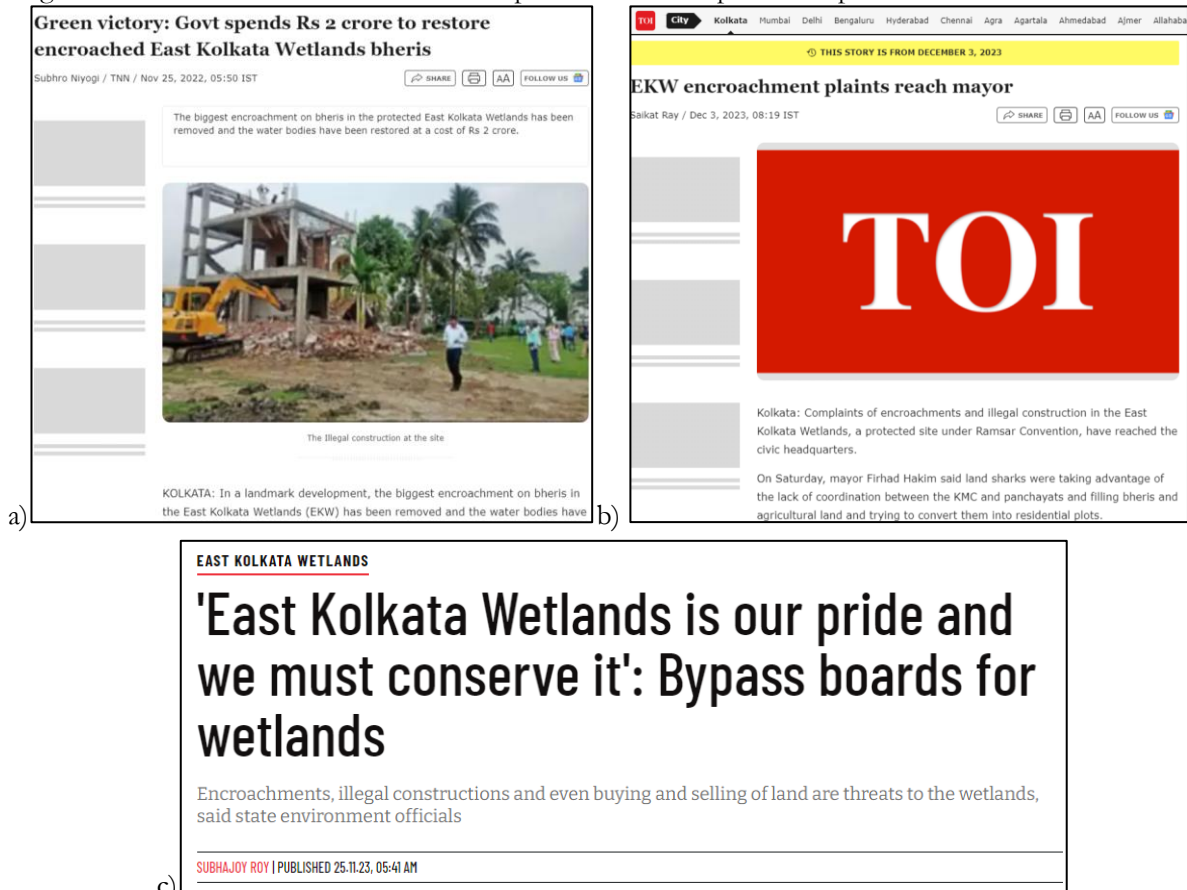 Green victory: Govt spends Rs 2 crore to restore
encroached East Kolkata Wetlands bheris
Subhro Niyogi / TNN / Nov 25, 2022, 05:50 IST
SHARE
AA
FOLLOW US
The biggest encroachment on bheris in the protected East Kolkata Wetlands has been
removed and the water bodies have been restored at a cost of Rs 2 crore.
The Illegal construction at the site
KOLKATA: In a landmark development, the biggest encroachment on bheris in
the East Kolkata Wetlands (EKW) has been removed and the water bodies have
a)
TOI City Kolkata Mumbai Delhi Bengaluru Hyderabad Chennai Agra Agartala Ahmedabad Ajmer Allahaba
THIS STORY IS FROM DECEMBER 3, 2023
EKW encroachment plaints reach mayor
Saikat Ray / Dec 3, 2023, 08:19 IST
SHARE
AA
FOLLOW US
TOI
Kolkata: Complaints of encroachments and illegal construction in the East
Kolkata Wetlands, a protected site under Ramsar Convention, have reached the
civic headquarters.
On Saturday, mayor Firhad Hakim said land sharks were taking advantage of
the lack of coordination between the KMC and panchayats and filling bheris and
agricultural land and trying to convert them into residential plots.
b)
EAST KOLKATA WETLANDS
'East Kolkata Wetlands is our pride and
we must conserve it': Bypass boards for
wetlands
Encroachments, illegal constructions and even buying and selling of land are threats to the wetlands,
said state environment officials
SUBHAJOY ROY | PUBLISHED 25.11.23, 05:41 AM
c)